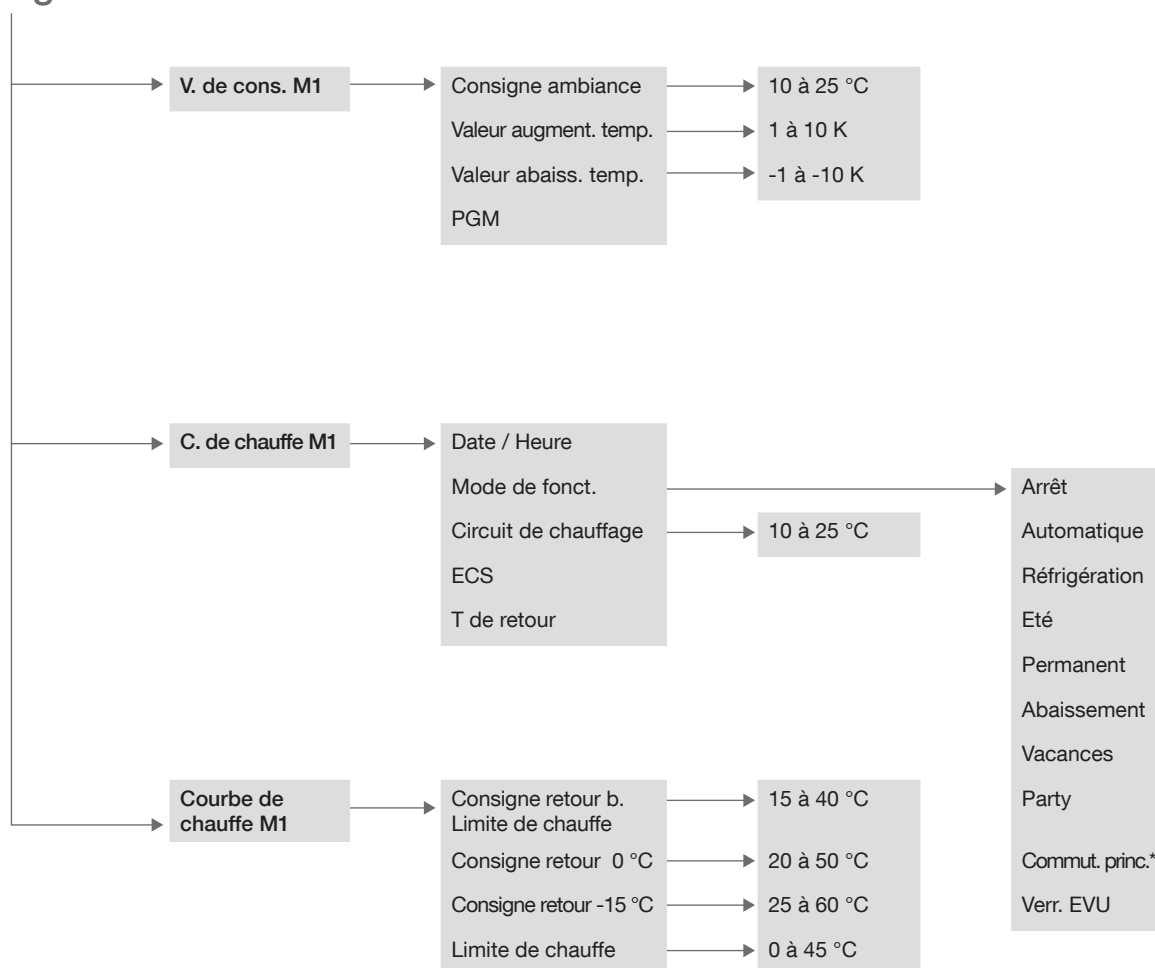 V. de cons. M1
Consigne ambiance
10 à 25 °C
Valeur augment. temp.
1 à 10 K
Valeur abaiss. temp.
-1 à -10 K
PGM
C. de chauffe M1
Date / Heure
Mode de fonct.
Circuit de chauffage
10 à 25 °C
ECS
T de retour
Arrêt
Automatique
Réfrigération
Eté
Permanent
Abaissement
Vacances
Party
Commut. princ.*
Verr. EVU
Courbe de
chauffe M1
Consigne retour b.
Limite de chauffe
15 à 40 °C
Consigne retour 0 °C
20 à 50 °C
Consigne retour -15 °C
25 à 60 °C
Limite de chauffe
0 à 45 °C